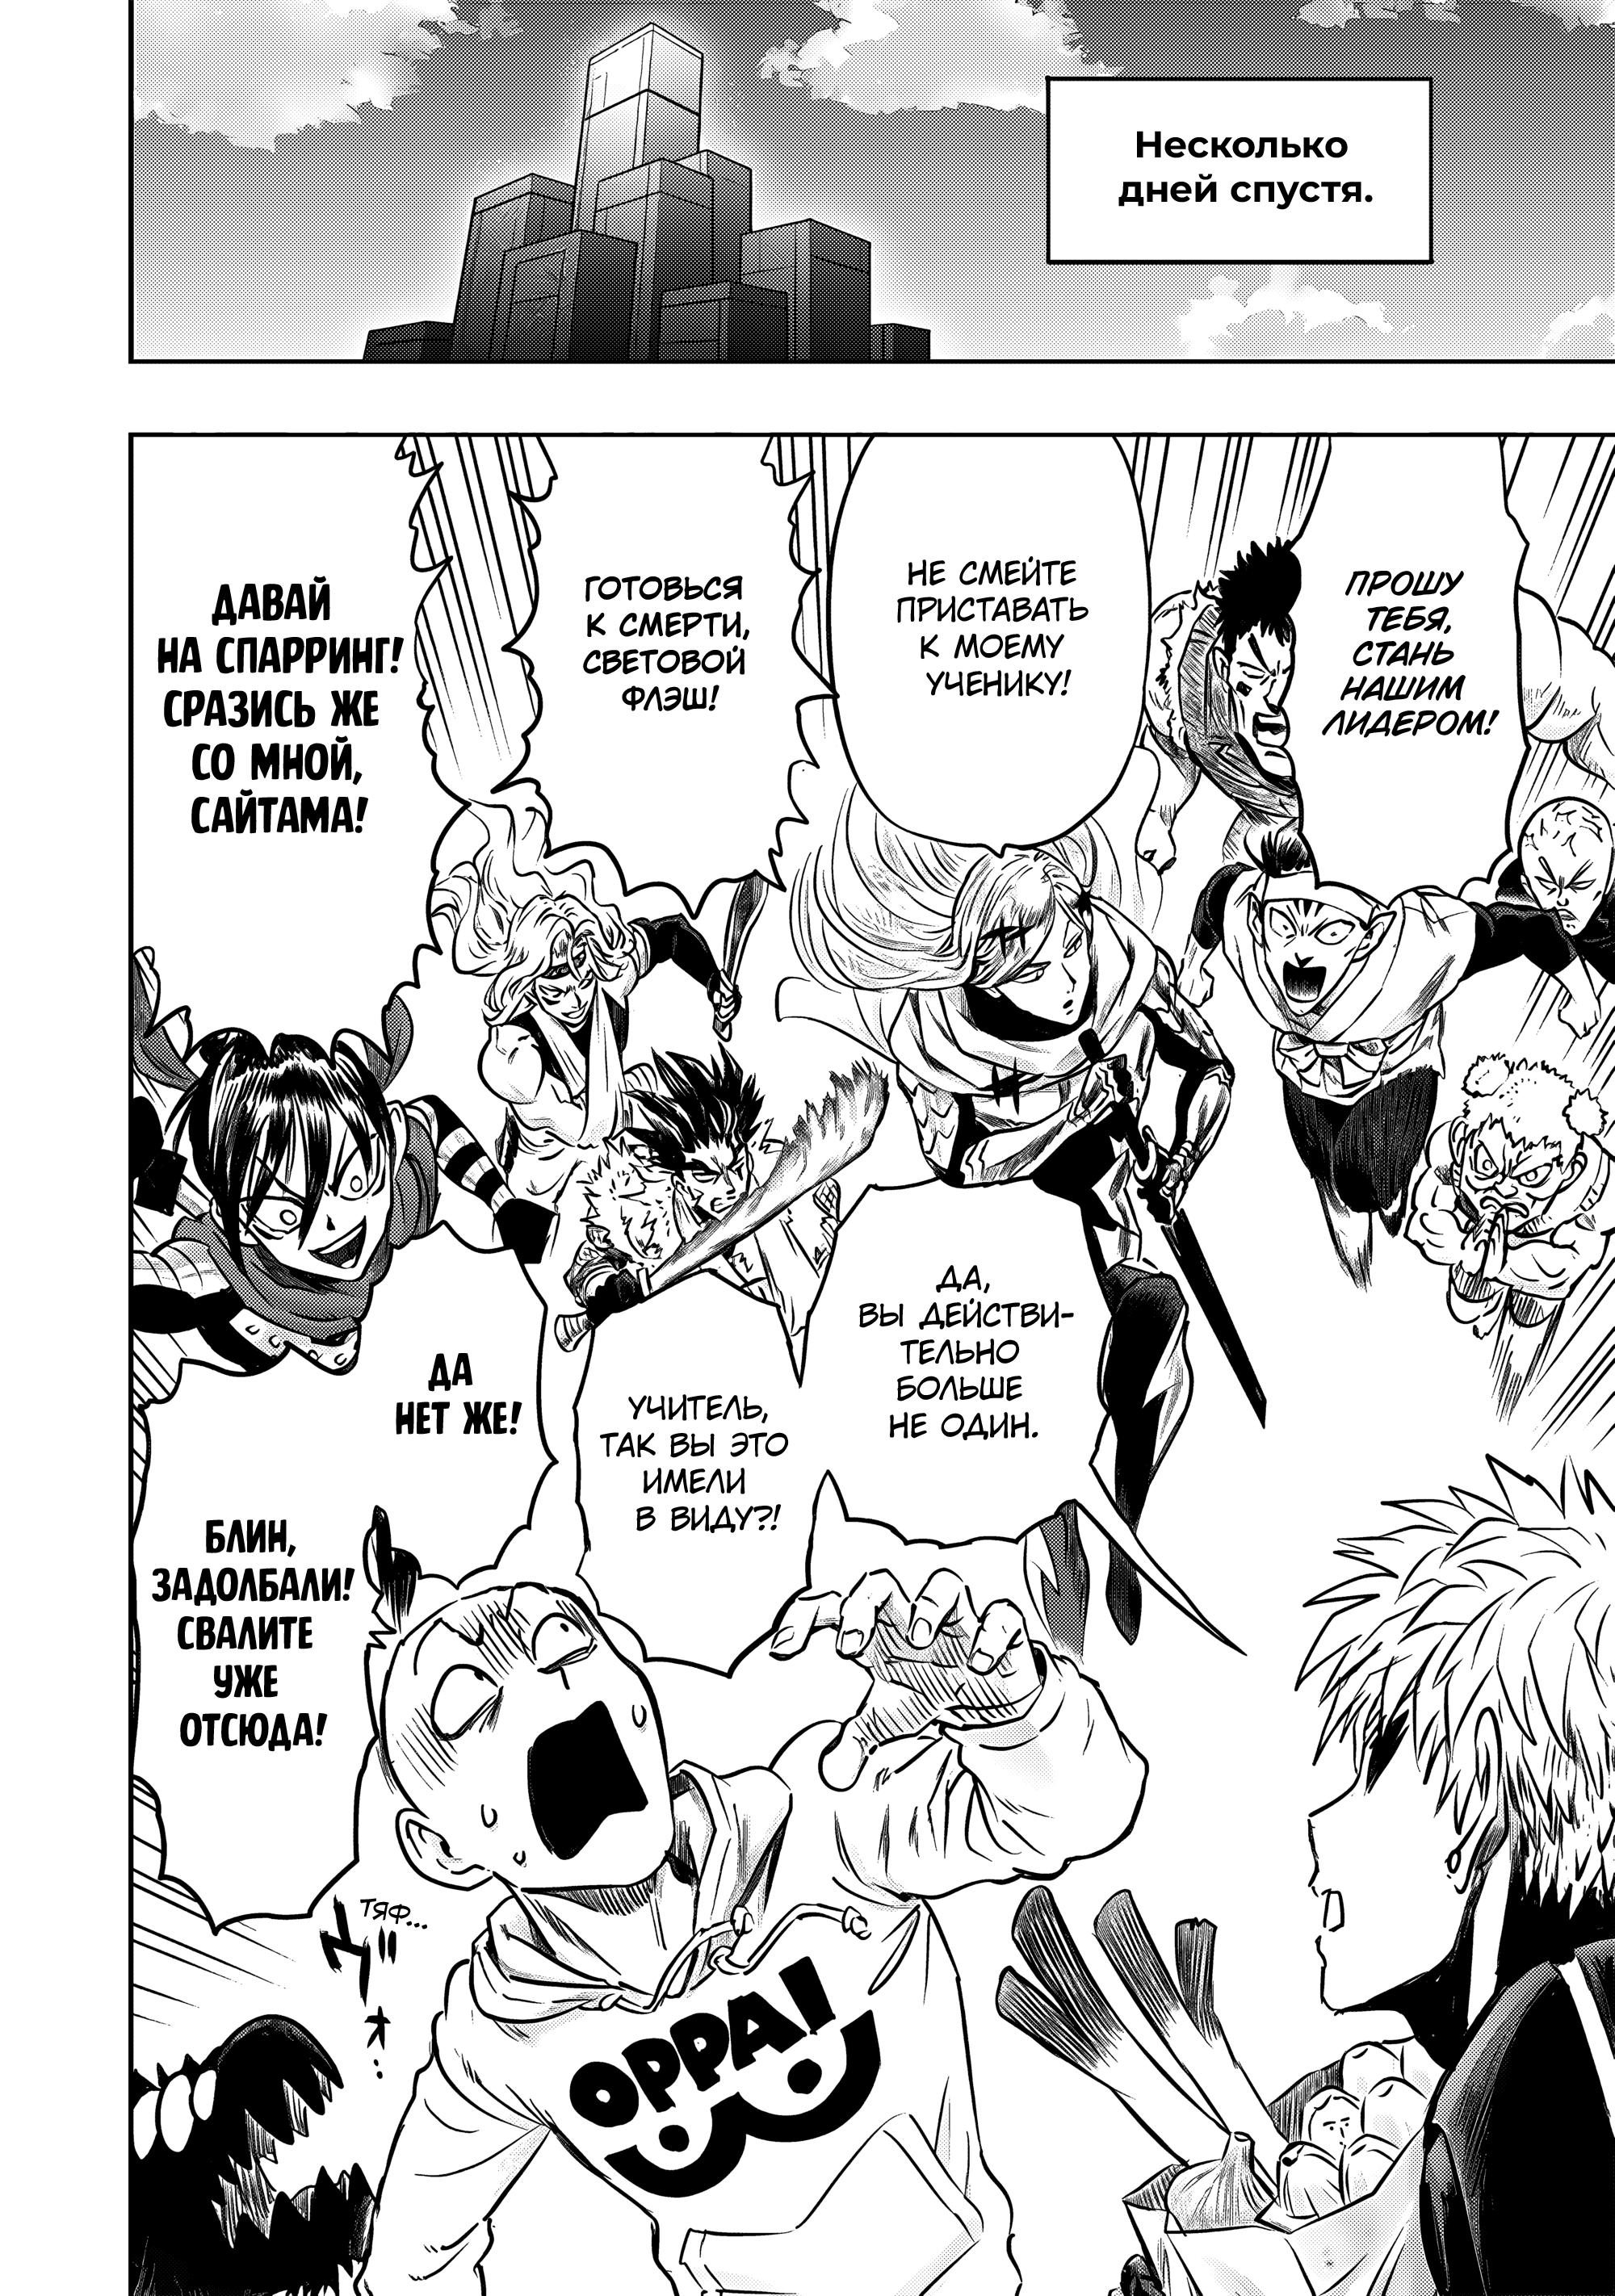 Несколько
дней спустя.
ПРОШУ
ТЕБЯ,
СТАНЬ
НАШИМ
ЛИДЕРОМ!
НЕ СМЕЙТЕ
ПРИСТАВАТЬ
К МОЕМУ
УЧЕНИКУ!
ГОТОВЬСЯ
К СМЕРТИ,
СВЕТОВОЙ
ФЛЭШ!
ДАВАЙ
НА СПАРРИНГ!
СРАЗИСЬ ЖЕ
СО МНОЙ,
САЙТАМА!
ДА,
ВЫ ДЕЙСТВИ-
ТЕЛЬНО
БОЛЬШЕ
НЕ ОДИН.
УЧИТЕЛЬ,
ТАК ВЫ ЭТО
ИМЕЛИ
В ВИДУ?!
ДА
НЕТ ЖЕ!
БЛИН,
ЗАДОЛБАЛИ!
СВАЛИТЕ
УЖЕ
ОТСЮДА!
ТЯФ...
OPPAI